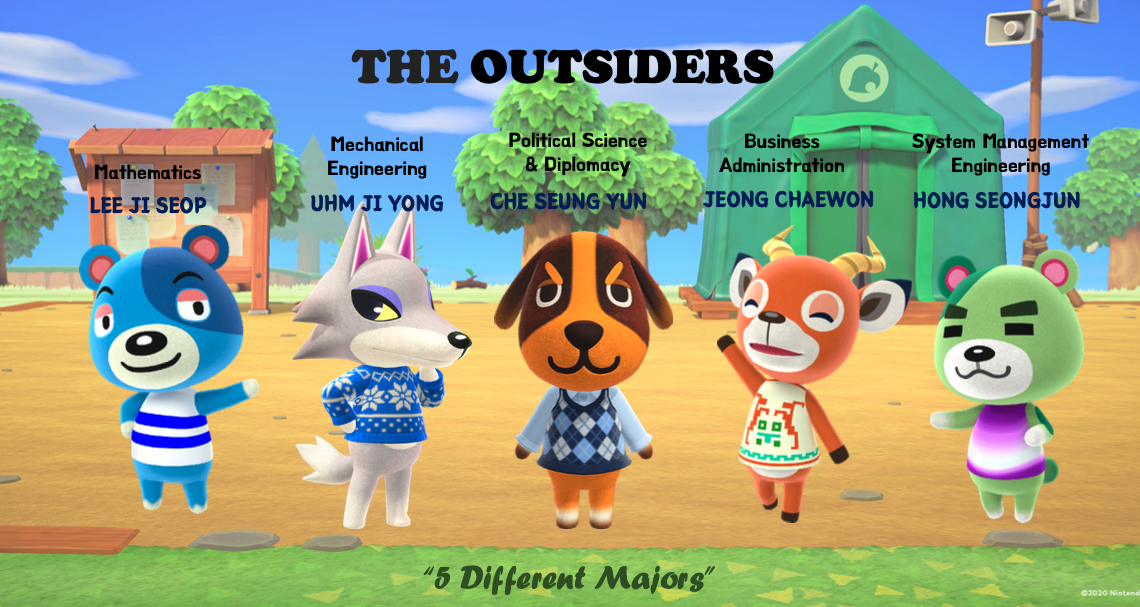 THE OUTSIDERS
Mathematics
LEE JI SEOP
Mechanical
Engineering
UHM JI YONG
Political Science
& Diplomacy
CHE SEUNG YUN
Business
Administration
JEONG CHAEWON
System Management
Engineering
HONG SEONGJUN
"5 Different Majors"
©2020 Nintend